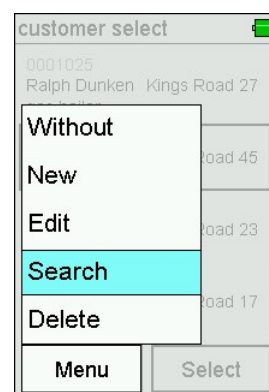 customer select
0001025
Ralph Dunken Kings Road 27
Without
Road 45
New
Edit
Road 23
Search
Road 17
Delete
Menu Select